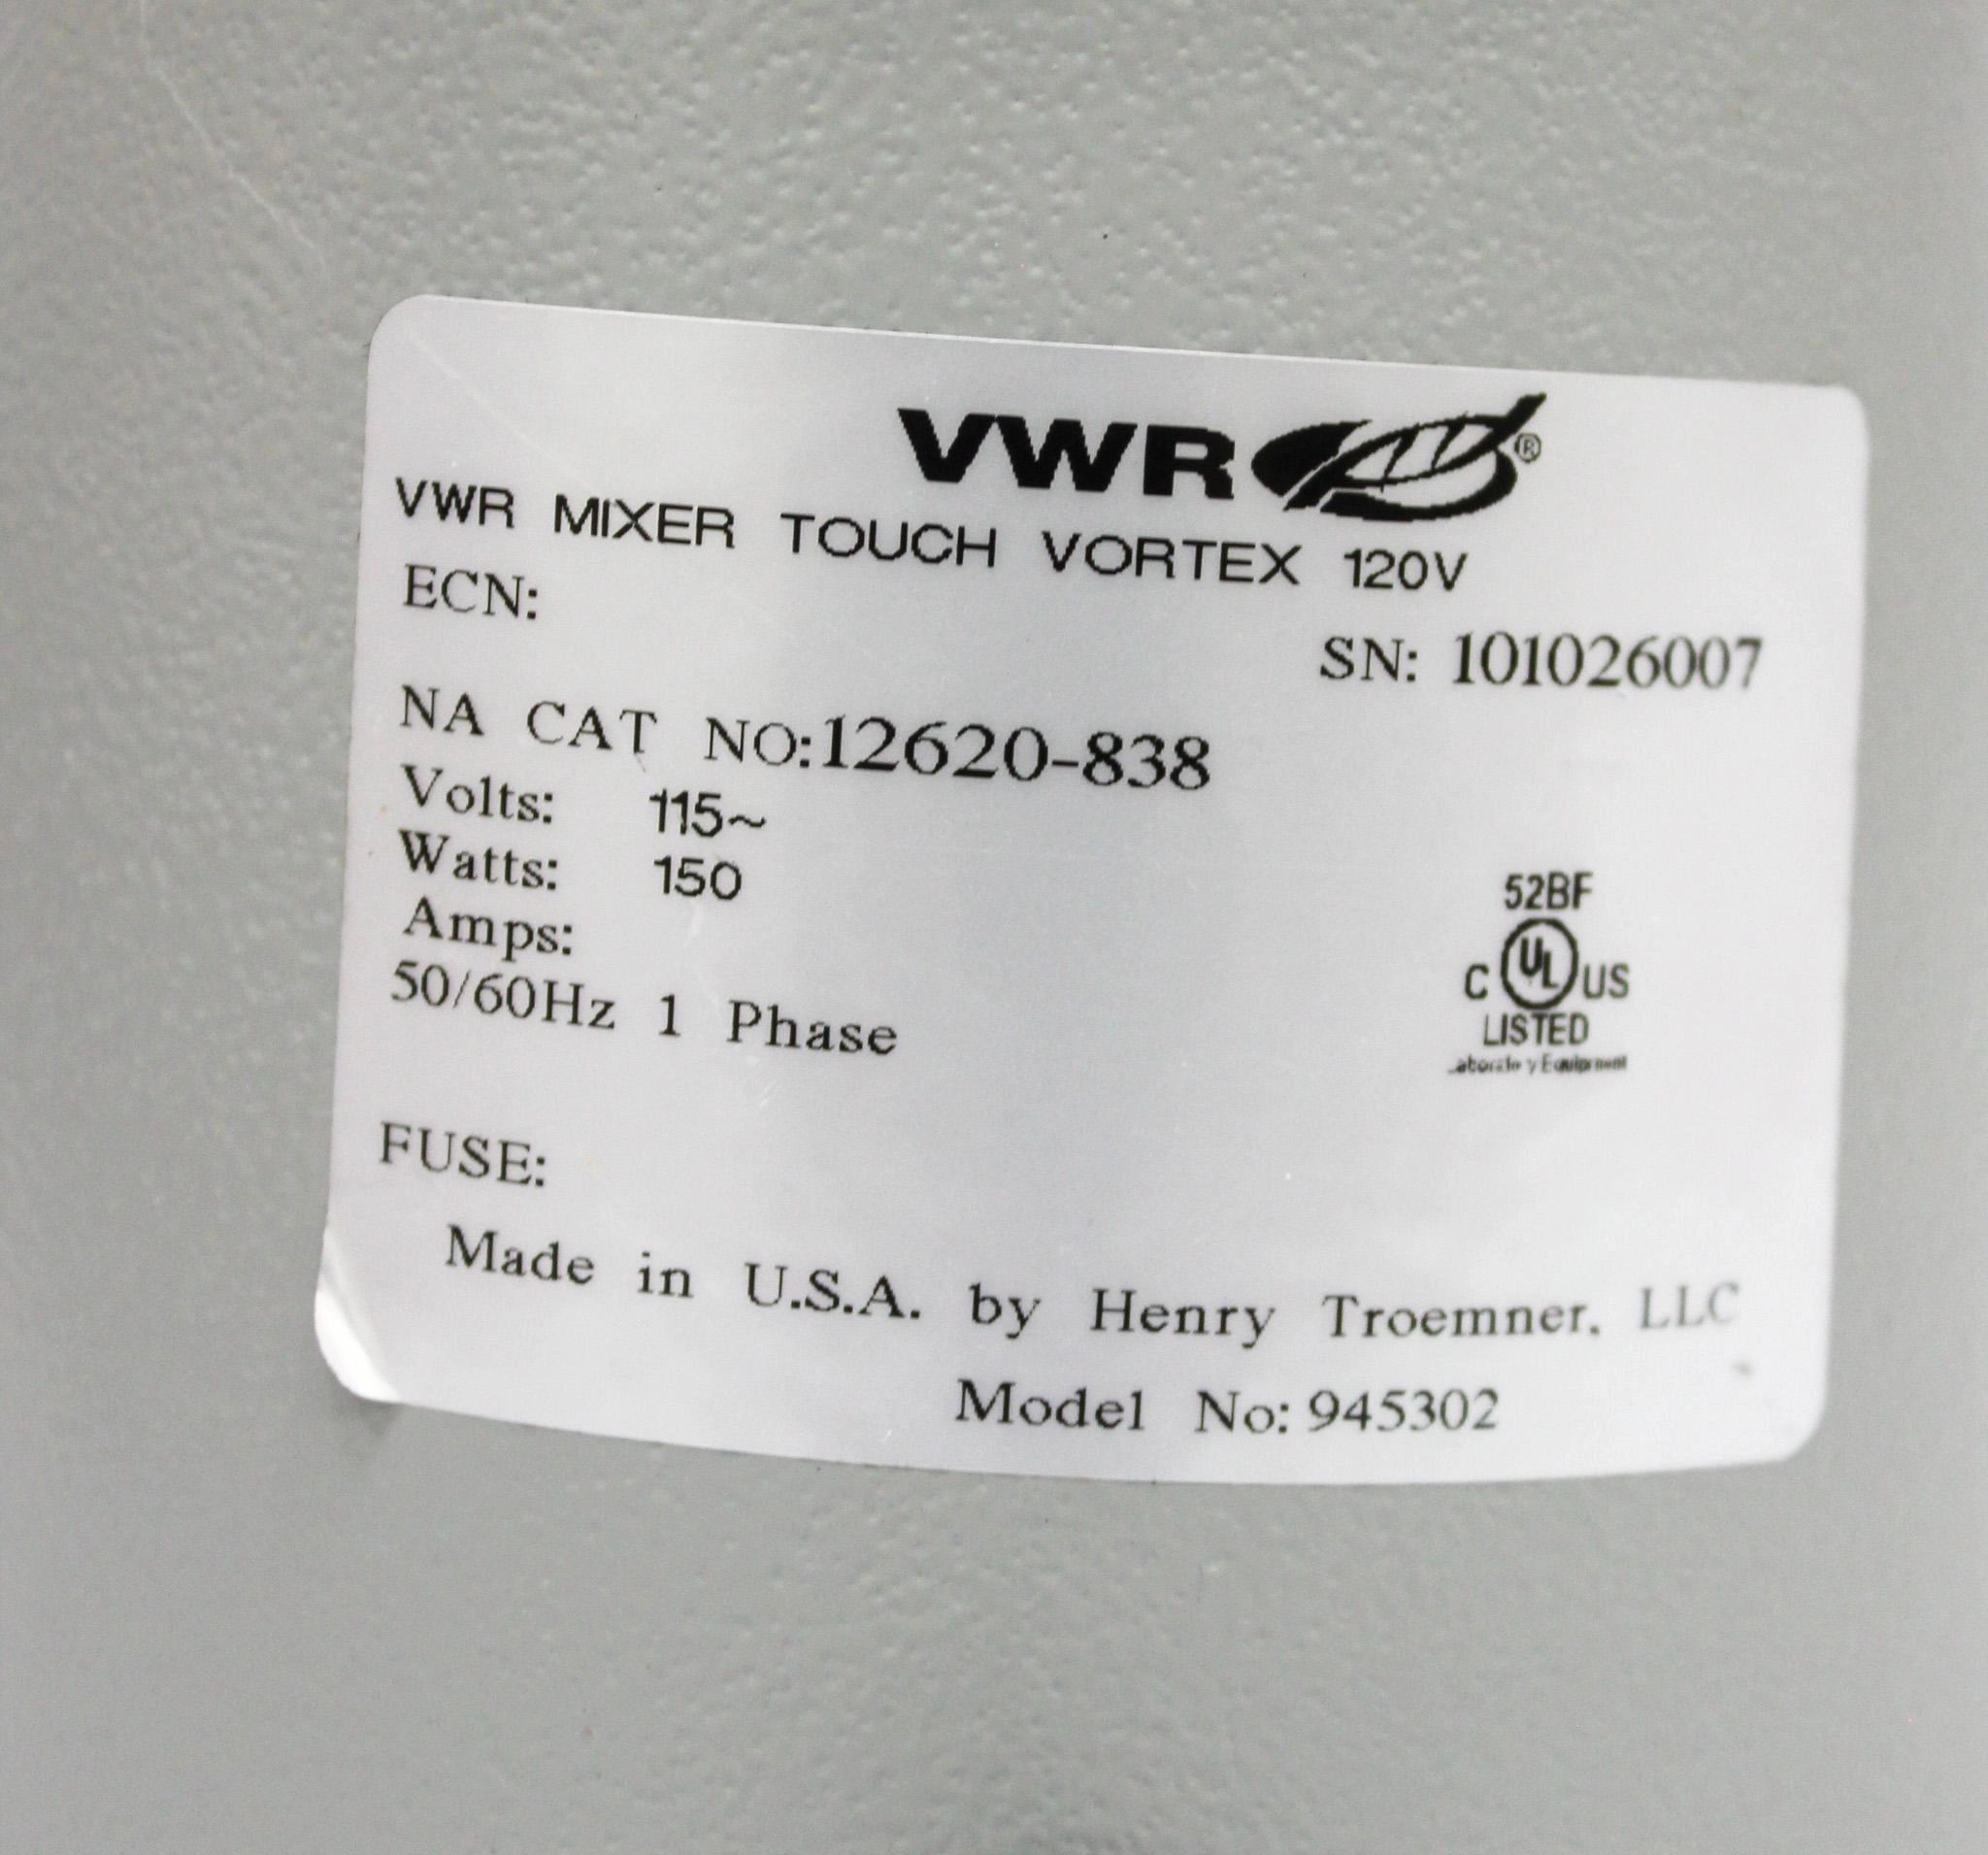 VWR®
VWR MIXER TOUCH VORTEX 120V
ECN:
SN: 101026007
NA CAT NO:12620-838
Volts: 115~
Watts: 150
Amps:
50/60Hz 1 Phase
52BF
C UL US
LISTED
FUSE:
Made in U.S.A. by Henry Troemner, LLC
Model No: 945302